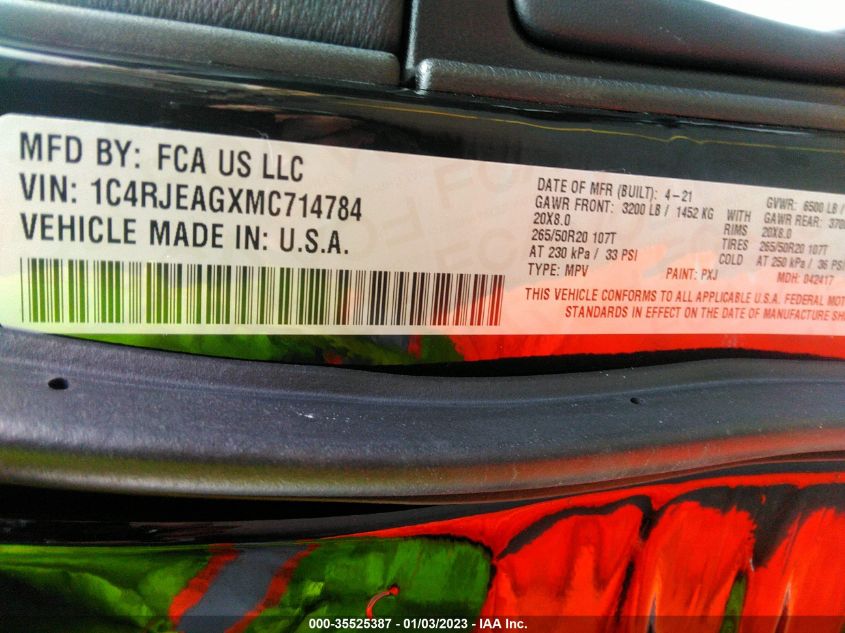 MFD BY: FCA US LLC
VIN: 1C4RJEAGXMC714784
VEHICLE MADE IN: U.S.A.
DATE OF MFR (BUILT): 4-21
GAWR FRONT: 3200 LB / 1452 KG
20X8.0
265/50R20 107T
AT 230 kPa / 33 PSI
TYPE: MPV
WITH
RIMS
TIRES
COLD
GVWR: 6500 LB /
GAWR REAR: 370
20X8.0
265/50R20 107T
AT 250 kPa / 36 PSI
PAINT: PXJ
MDH: 042417
THIS VEHICLE CONFORMS TO ALL APPLICABLE U.S.A. FEDERAL MOT
STANDARDS IN EFFECT ON THE DATE OF MANUFACTURE SH
000-35525387 - 01/03/2023 - IAA Inc.